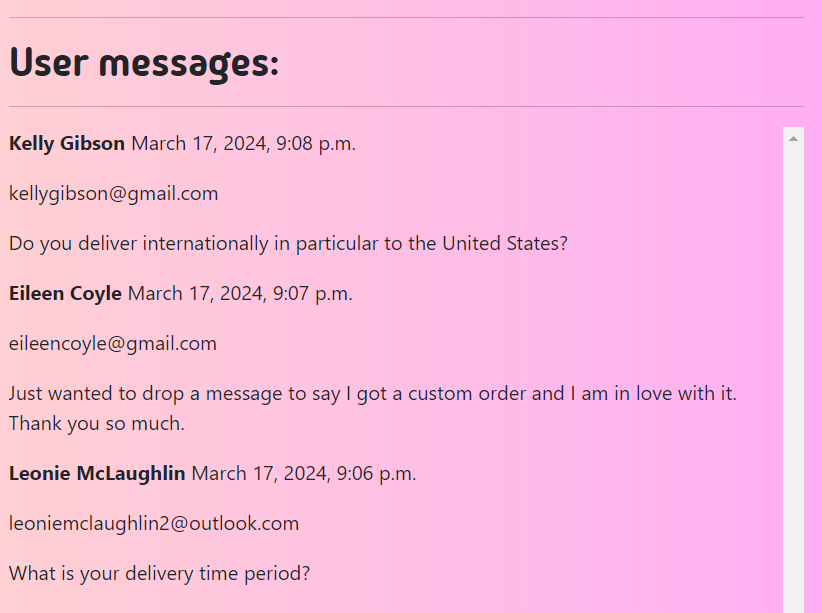 User messages:
Kelly Gibson March 17, 2024, 9:08 p.m.
kellygibson@gmail.com
Do you deliver internationally in particular to the United States?
Eileen Coyle March 17, 2024, 9:07 p.m.
eileencoyle@gmail.com
Just wanted to drop a message to say I got a custom order and I am in love with it.
Thank you so much.
Leonie McLaughlin March 17, 2024, 9:06 p.m.
leoniemclaughlin2@outlook.com
What is your delivery time period?